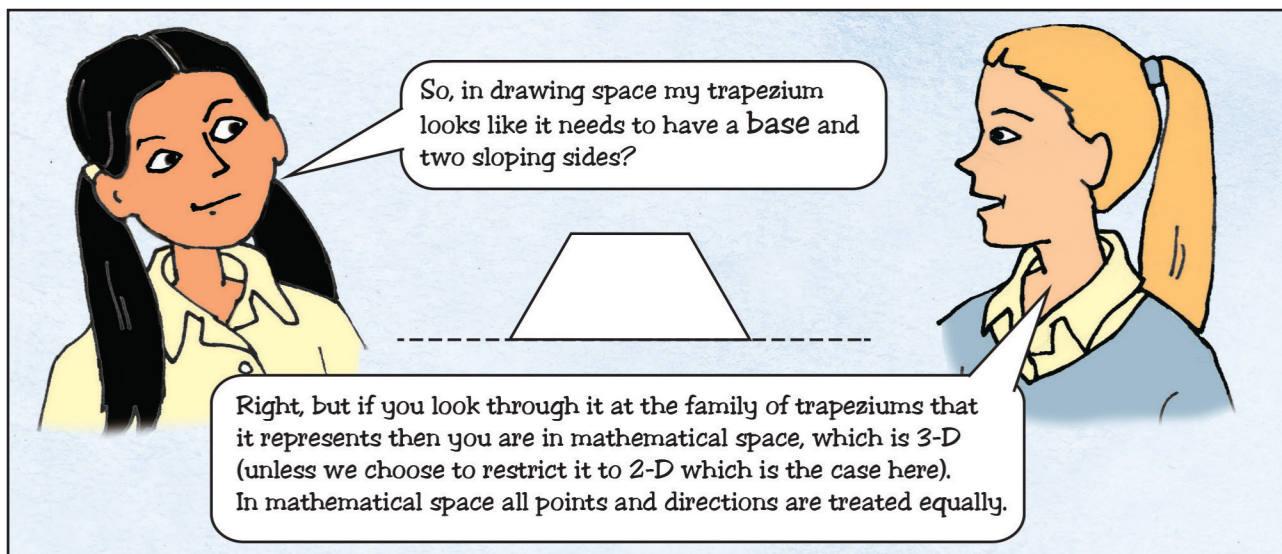 So, in drawing space my trapezium
looks like it needs to have a base and
two sloping sides?
Right, but if you look through it at the family of trapeziums that
it represents then you are in mathematical space, which is 3-D
(unless we choose to restrict it to 2-D which is the case here).
In mathematical space all points and directions are treated equally.